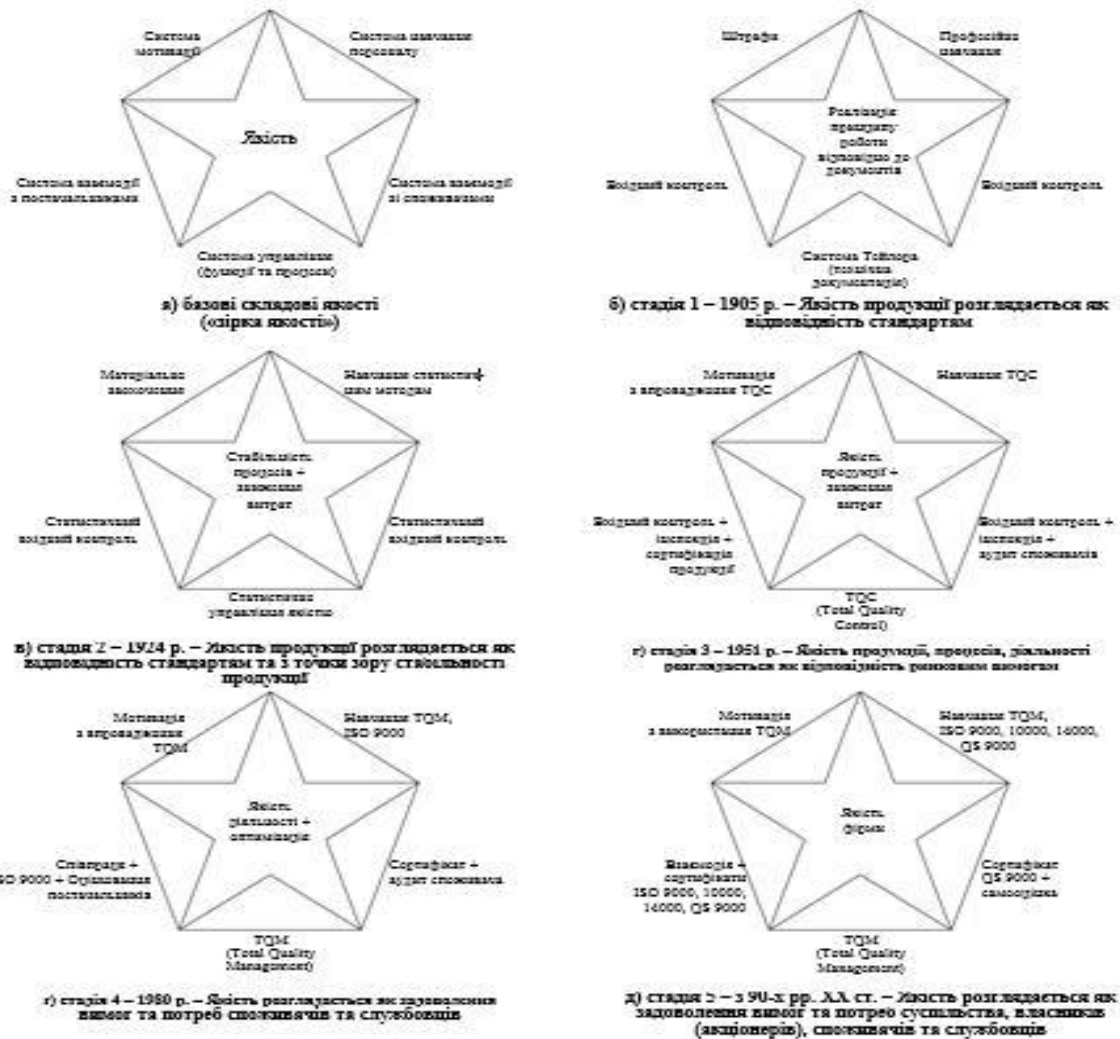 Система
мотивації
Система навчання
персоналу
Якість
Система взаємодії
з постачальниками
Система взаємодії
зі споживачами
Система управління
(функції та процеси)
а) базові складові якості
(«зірка якості»)
Штрафи
Професійне
навчання
Реалізація
продукту
роботи
відповідно до
документів
Вхідний контроль
Вхідний контроль
Система Тейлора
(технічна
документація)
б) стадія 1 – 1905 р. – Якість продукції розглядається як
відповідність стандартам
Матеріальне
заохочення
Навчання статистич-
ним методам
Стабільність
процесів +
зниження
витрат
Статистичний
вхідний контроль
Статистичний
вхідний контроль
Статистичне
управління якістю
в) стадія 2 – 1924 р. – Якість продукції розглядається як
відповідність стандартам та з точки зору стабільності
продукції
Мотивація
з впровадження TQC
Навчання TQC
Якість
продукції +
зниження
витрат
Вхідний контроль +
інспекція +
сертифікація
продукції
Вхідний контроль +
інспекція +
аудит споживачів
TQC
(Total Quality
Control)
г) стадія 3 – 1951 р. – Якість продукції, процесів, діяльності
розглядається як відповідність ринковим вимогам
Мотивація
з впровадження
TQM
Навчання TQM,
ISO 9000
Якість
діяльності +
оптимізація
Співпраця +
ISO 9000 + Оцінювання
постачальників
Сертифікат +
аудит споживача
TQM
(Total Quality
Management)
ґ) стадія 4 – 1980 р. – Якість розглядається як задоволення
вимог та потреб споживачів та службовців
Мотивація
з використання TQM
Навчання TQM,
ISO 9000, 10000, 14000,
QS 9000
Якість
фірми
Взаємодія +
сертифікати
ISO 9000, 10000,
14000, QS 9000
Сертифікат
QS 9000 +
самооцінка
TQM
(Total Quality
Management)
д) стадія 5 – з 90-х рр. ХХ ст. – Якість розглядається як
задоволення вимог та потреб суспільства, власників
(акціонерів), споживачів та службовців